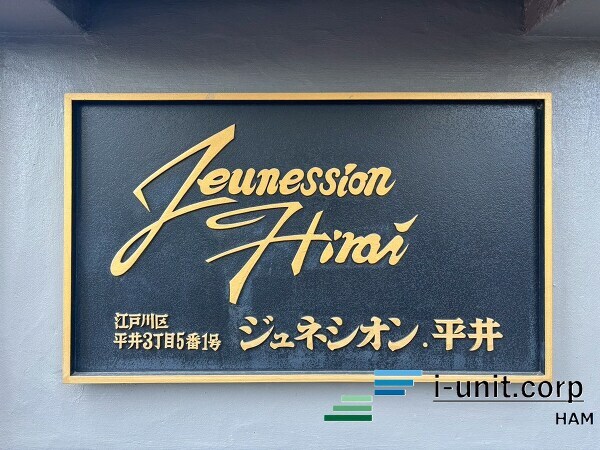 Jeunession
Hirai
江戸川区
平井3丁目5番1号
ジュネシオン.平井
i-unit.corp
HAM